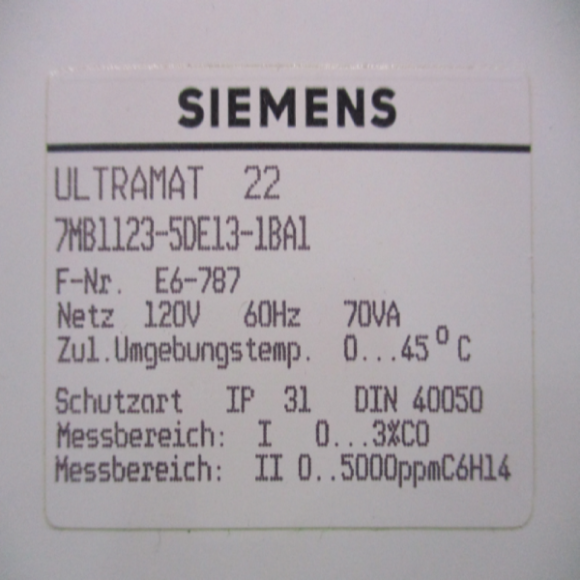 SIEMENS
ULTRAMAT 22
7MB1123-5DE13-1BA1
F-Nr. E6-787
Netz 120V 60Hz 70VA
Zul.Umgebungstemp. 0...45°C
Schutzart IP 31 DIN 40050
Messbereich: I 0...3%CO
Messbereich: II 0..5000ppmC6H14